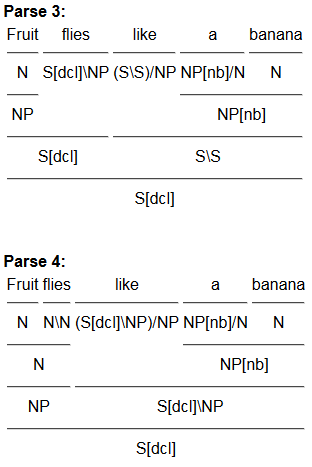 Parse 3:
Fruit flies like a banana
N S[dcl]\NP (S\S)/NP NP[nb]/N N
NP NP[nb]
S[dcl] S\S
S[dcl]
Parse 4:
Fruit flies like a banana
N N\N (S[dcl]\NP)/NP NP[nb]/N N
N NP[nb]
NP S[dcl]\NP
S[dcl]